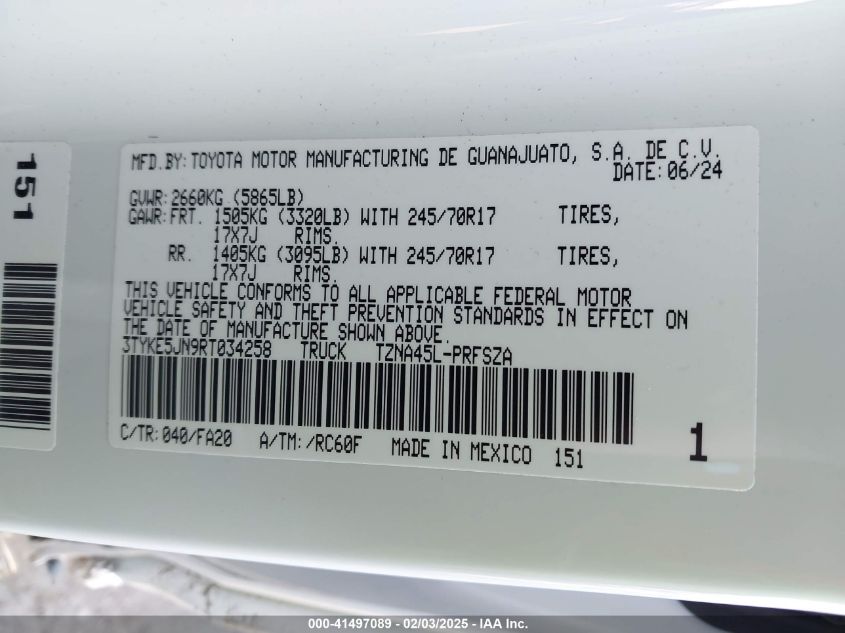 151
MFD.BY: TOYOTA MOTOR MANUFACTURING DE GUANAJUATO, S.A. DE C.V.
DATE: 06/24
GVWR: 2660KG (5865LB)
GAWR: FRT. 1505KG (3320LB) WITH 245/70R17 TIRES,
17X7J RIMS.
RR. 1405KG (3095LB) WITH 245/70R17 TIRES,
17X7J RIMS.
THIS VEHICLE CONFORMS TO ALL APPLICABLE FEDERAL MOTOR
VEHICLE SAFETY AND THEFT PREVENTION STANDARDS IN EFFECT ON
THE DATE OF MANUFACTURE SHOWN ABOVE.
3TYKE5JN9RT034258 TRUCK TZNA45L-PRFSZA
C/TR: 040/FA20 A/TM: /RC60F MADE IN MEXICO 151
1
000-41497089 - 02/03/2025 - IAA Inc.